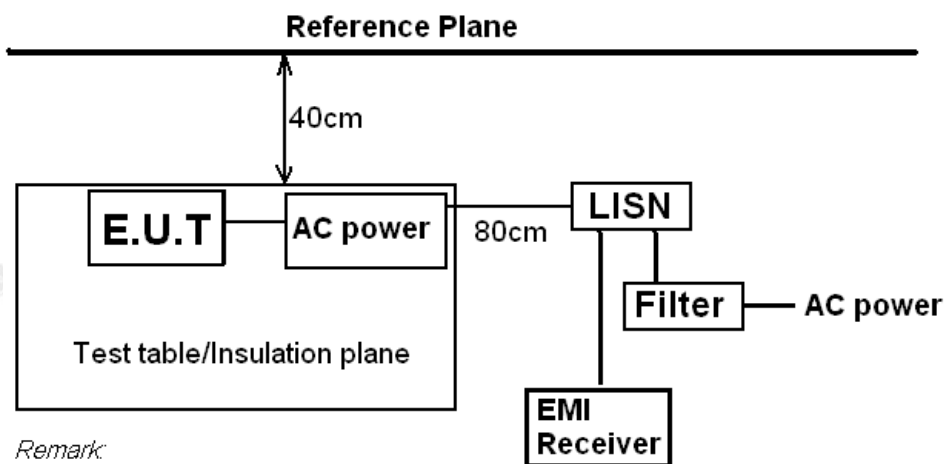 Reference Plane
40cm
E.U.T
AC power
80cm
LISN
Filter
AC power
Test table/Insulation plane
EMI
Receiver
Remark: